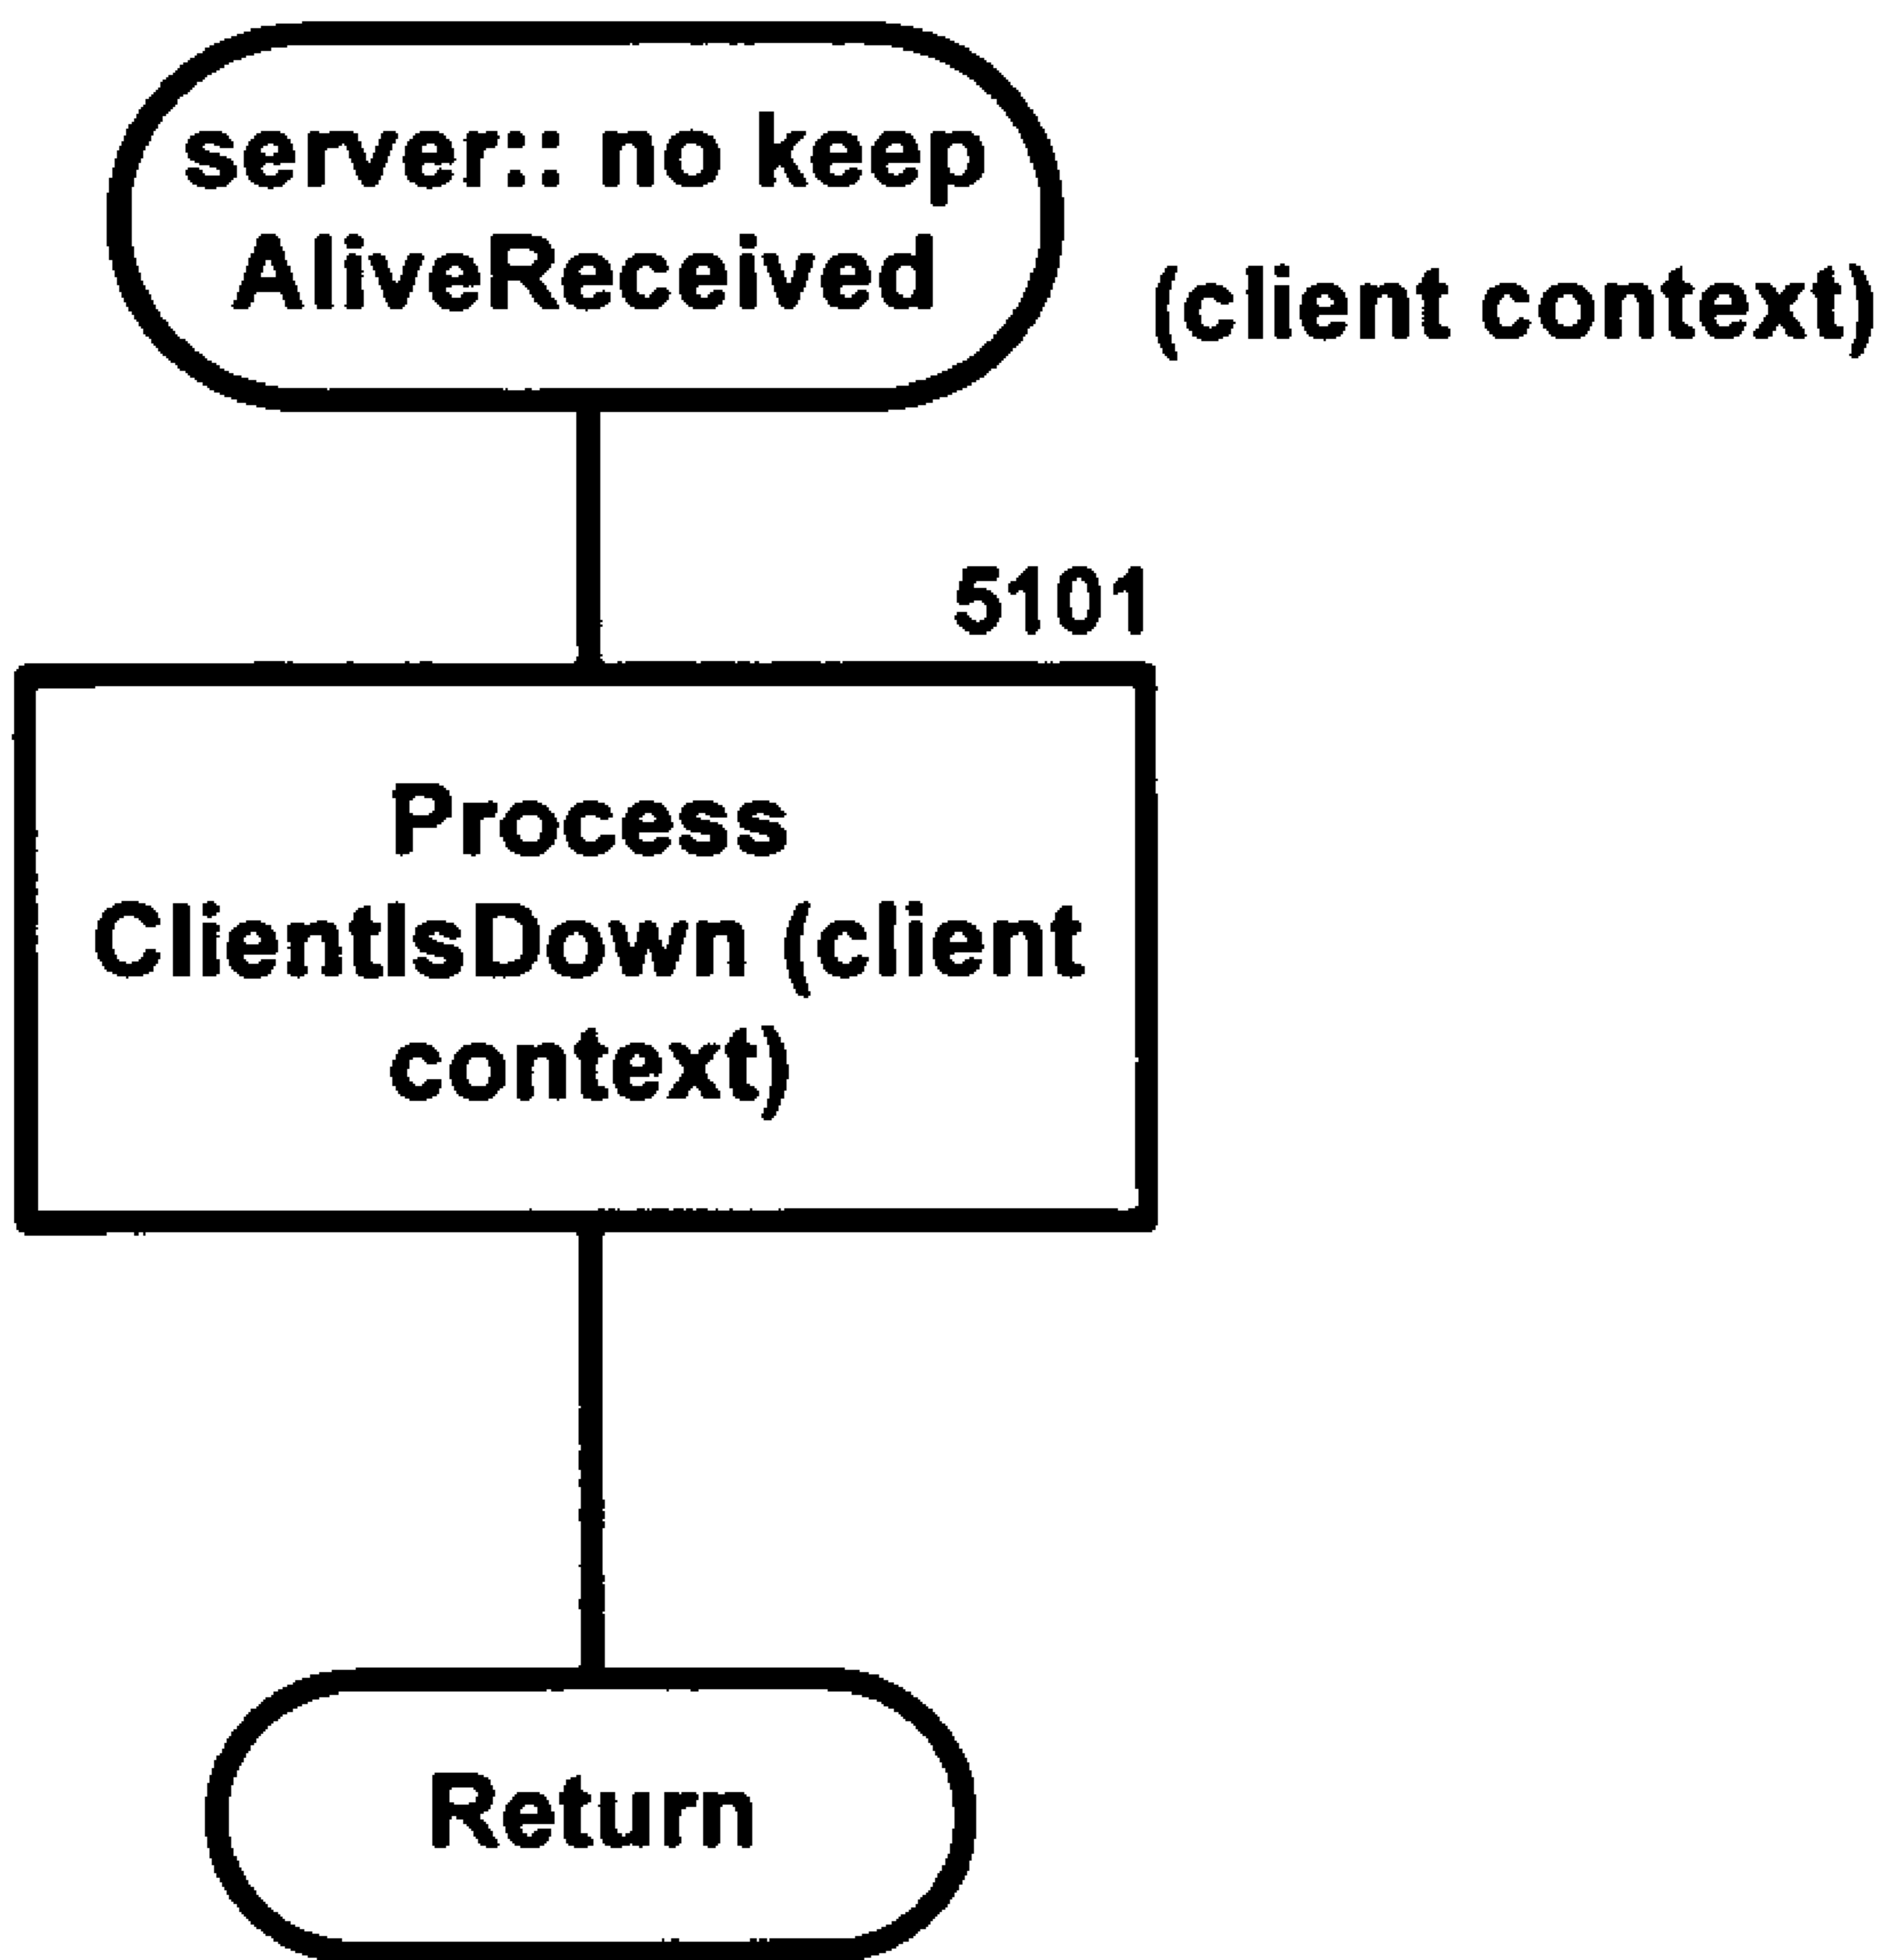 server:: no keep
AliveReceived
(client context)
5101
Process
ClientIsDown (client
context)
Return